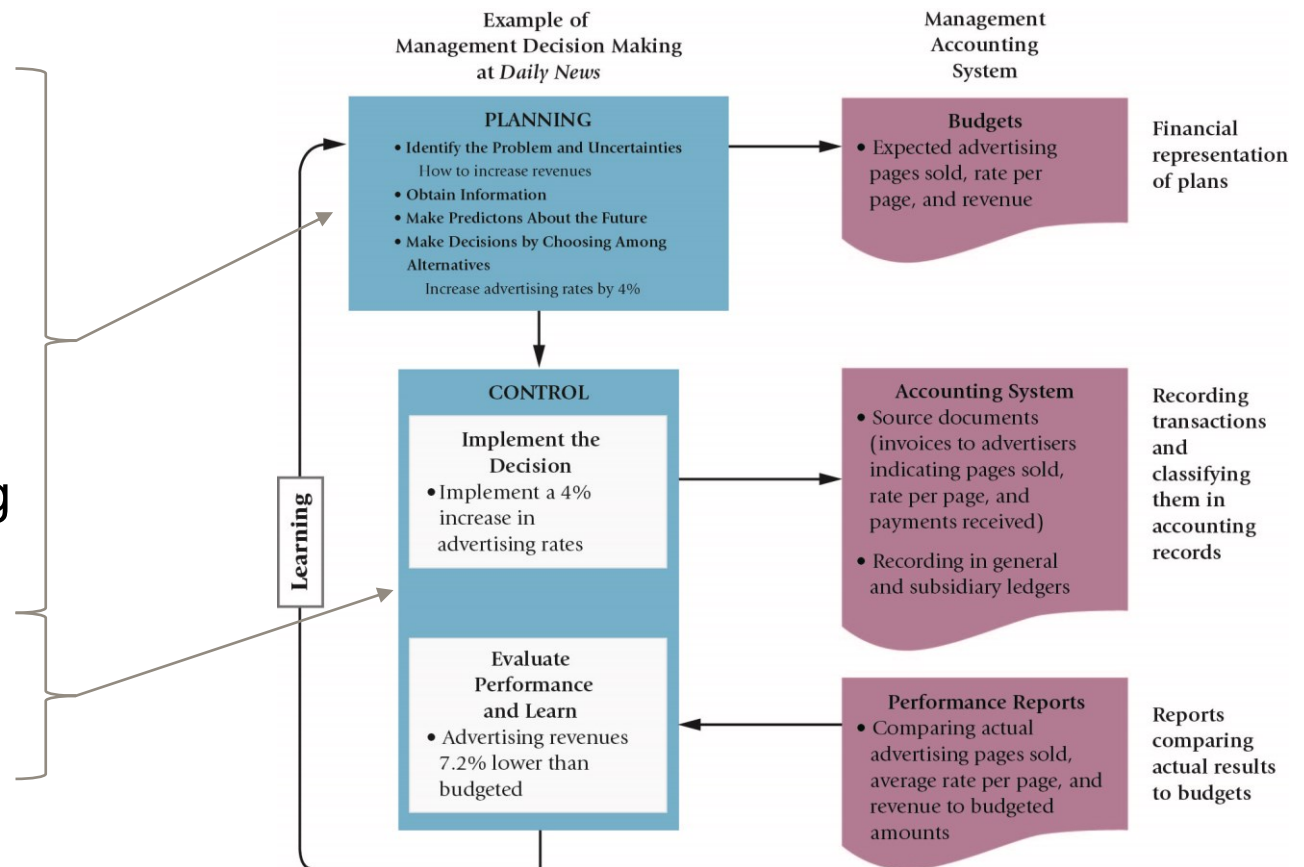 Example of
Management Decision Making
at Daily News
Management
Accounting
System
PLANNING
• Identify the Problem and Uncertainties
How to increase revenues
• Obtain Information
• Make Predictons About the Future
• Make Decisions by Choosing Among
Alternatives
Increase advertising rates by 4%
Budgets
• Expected advertising
pages sold, rate per
page, and revenue
Financial
representation
of plans
CONTROL
Implement the
Decision
• Implement a 4%
increase in
advertising rates
Accounting System
• Source documents
(invoices to advertisers
indicating pages sold,
rate per page, and
payments received)
• Recording in general
and subsidiary ledgers
Recording
transactions
and
classifying
them in
accounting
records
g
Learning
Evaluate
Performance
and Learn
• Advertising revenues
7.2% lower than
budgeted
Performance Reports
• Comparing actual
advertising pages sold,
average rate per page, and
revenue to budgeted
amounts
Reports
comparing
actual results
to budgets